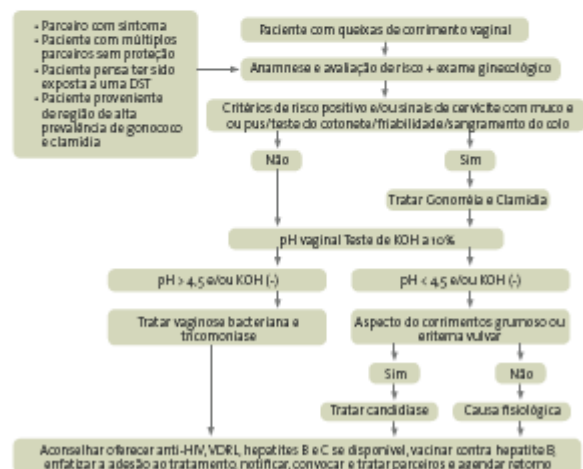 - Parceiro com sintoma
- Paciente com múltiplos
parceiros sem proteção
- Paciente pensa ter sido
exposta a uma DST
- Paciente proveniente
de região de alta
prevalência de gonococo
e clamídia
Paciente com queixas de corrimento vaginal
Anamnese e avaliação de risco + exame ginecológico
Critérios de risco positivo e/ou sinais de cervicite com muco e
ou pus/teste do cotonete/friabilidade/sangramento do colo
Não
Sim
Tratar Gonorréia e Clamídia
pH vaginal Teste de KOH a 10%
pH > 4,5 e/ou KOH (-)
pH < 4,5 e/ou KOH (-)
Tratar vaginose bacteriana e
tricomoníase
Aspecto do corrimentos grumoso ou
eritema vulvar
Sim
Não
Tratar candidíase
Causa fisiológica
Aconselhar oferecer anti-HIV, VDRL, hepatites B e C se disponível, vacinar contra hepatite B,
enfatizar a adesão ao tratamento, notificar, convocar e tratar parceiros e agendar retorno